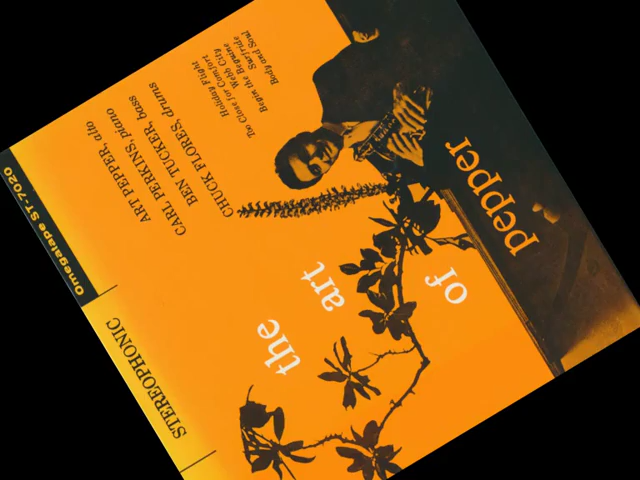 Omegatape ST-7020
STEREOPHONIC
ART PEPPER, alto
CARL PERKINS, piano
BEN TUCKER, bass
CHUCK FLORES, drums
Holiday Flight
Too Close for Comfort
Webb City
Begin the Beguine
Surf ride
Body and Soul
the
art
of
pepper